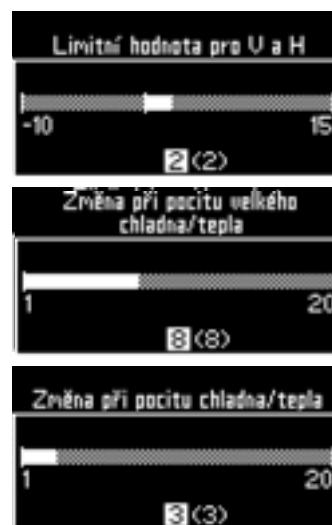 Limitní hodnota pro V a H
-10 15
2 (2)
Změna při pocitu velkého
chladna/tepla
1 20
8 (8)
Změna při pocitu chladna/tepla
1 20
3 (3)